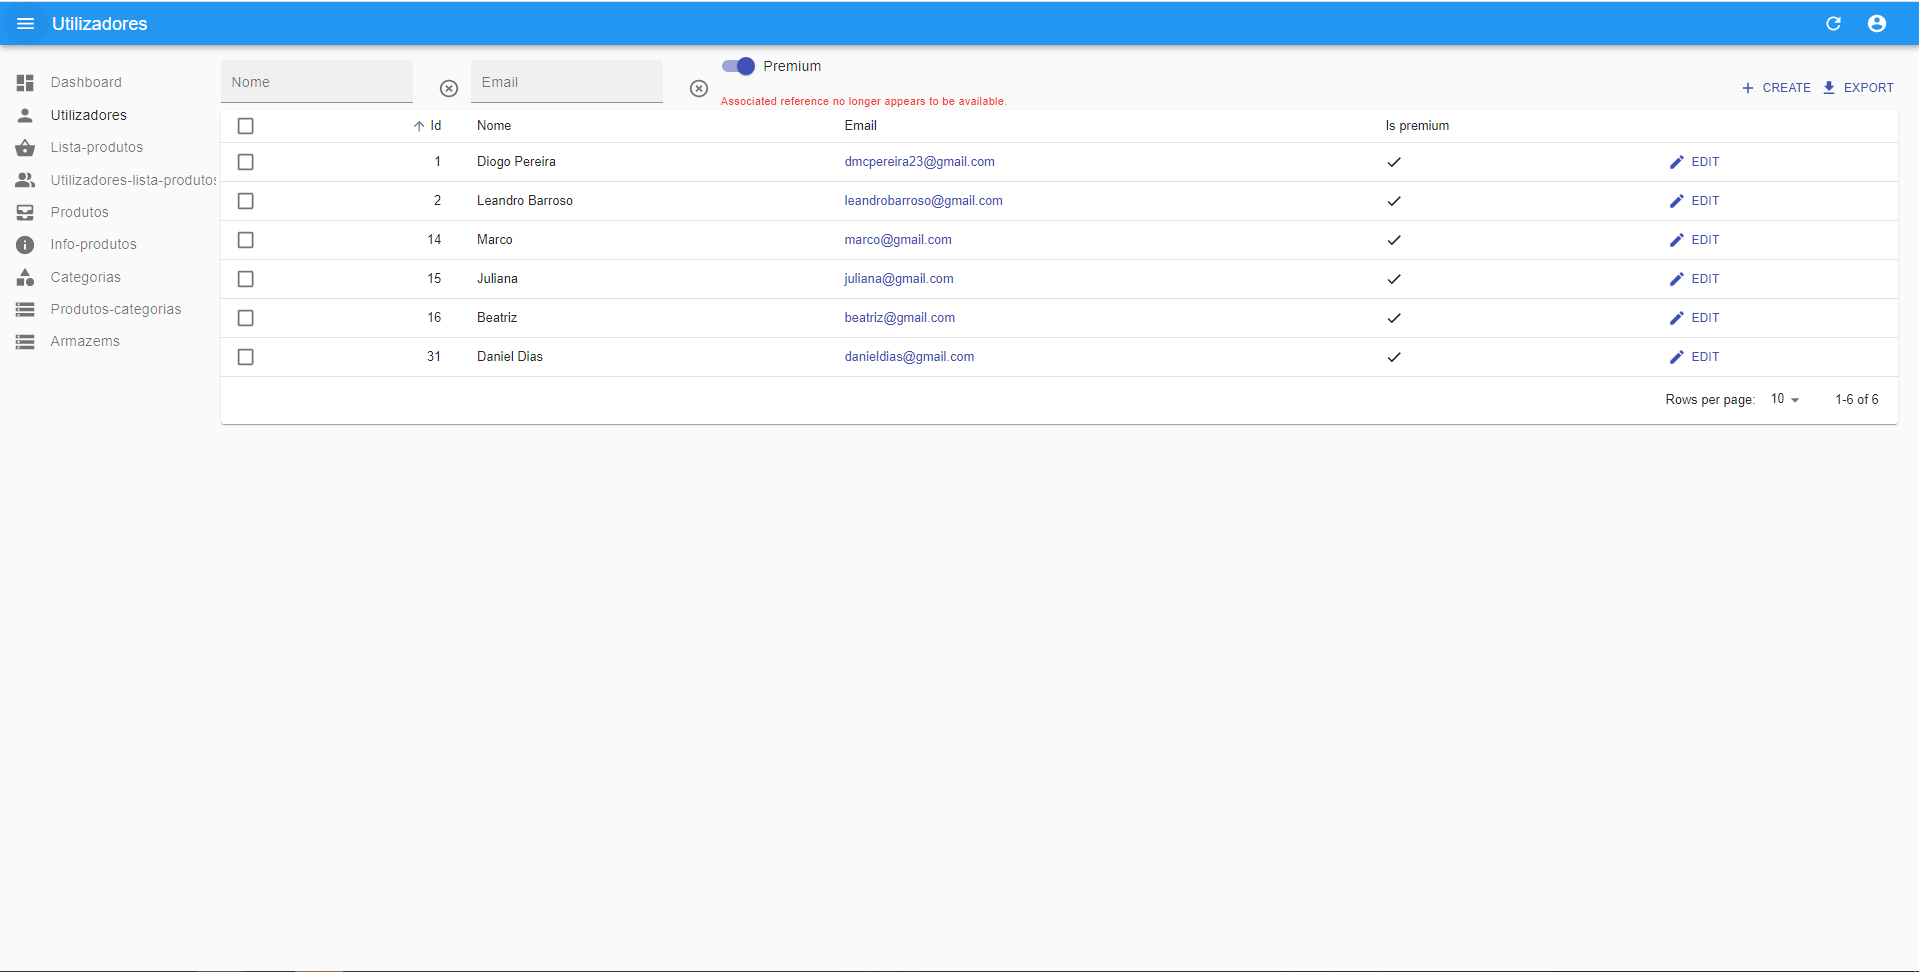 Utilizadores
Dashboard
Utilizadores
Lista-produtos
Utilizadores-lista-produtos
Produtos
Info-produtos
Categorias
Produtos-categorias
Armazems
Nome Email Premium
Associated reference no longer appears to be available.
CREATE EXPORT
Id Nome Email Is premium
1 Diogo Pereira dmcpereira23@gmail.com EDIT
2 Leandro Barroso leandrobarroso@gmail.com EDIT
14 Marco marco@gmail.com EDIT
15 Juliana juliana@gmail.com EDIT
16 Beatriz beatriz@gmail.com EDIT
31 Daniel Dias danieldias@gmail.com EDIT
Rows per page: 10 1-6 of 6